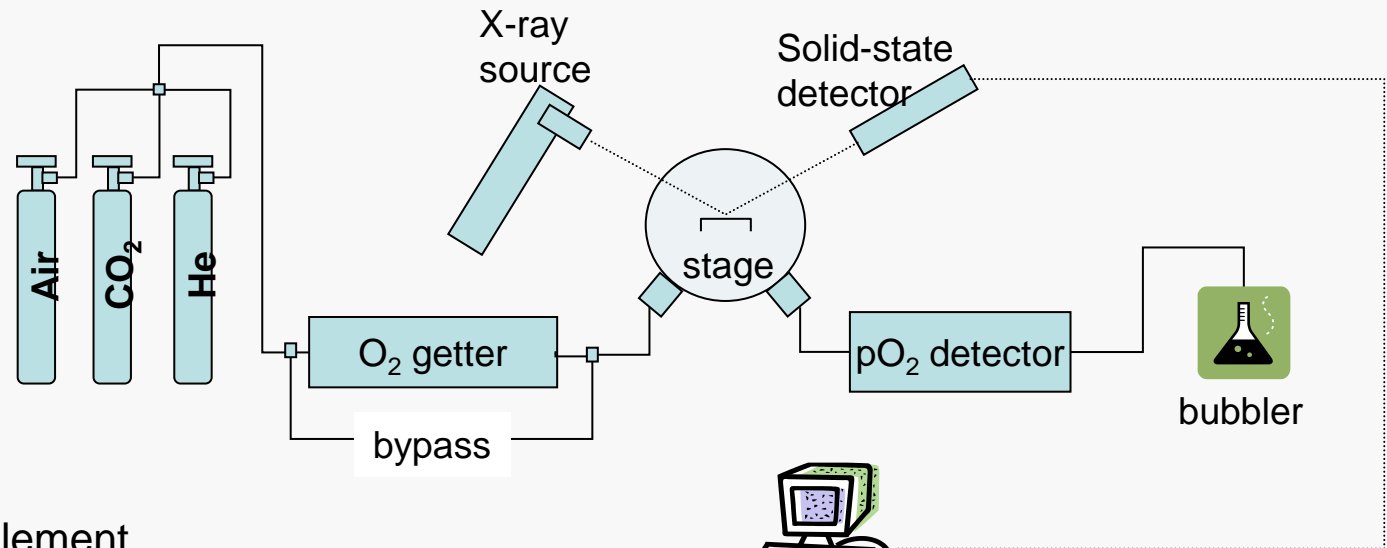 X-ray
source
Solid-state
detector
Air
CO₂
He
stage
O₂ getter
pO₂ detector
bypass
bubbler
lement